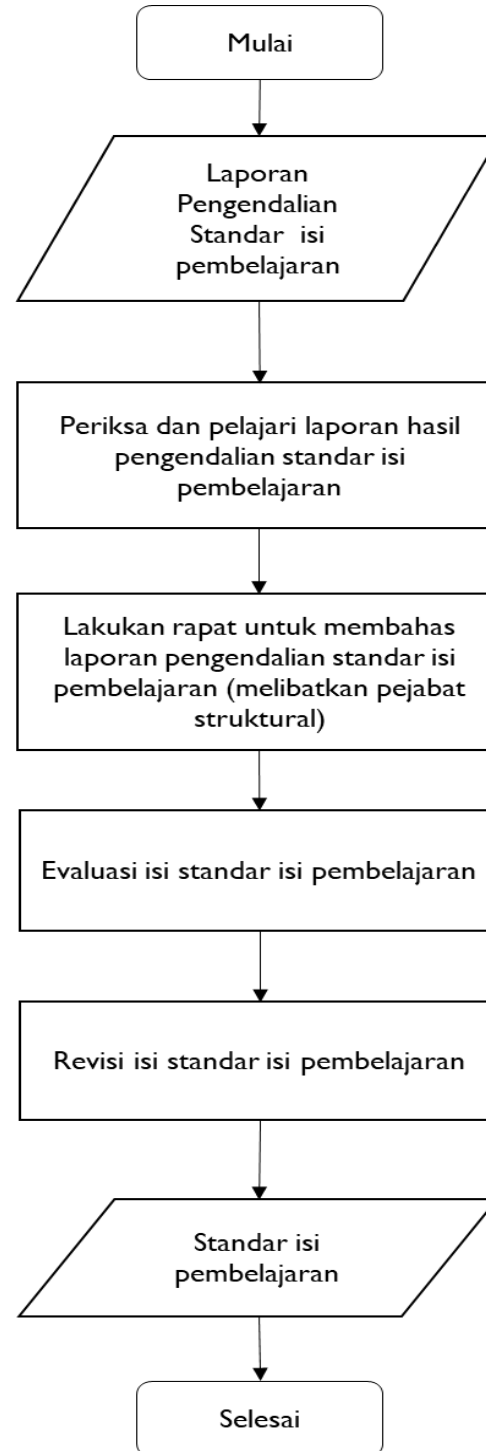 Mulai
Laporan
Pengendalian
Standar isi
pembelajaran
Periksa dan pelajari laporan hasil
pengendalian standar isi
pembelajaran
Lakukan rapat untuk membahas
laporan pengendalian standar isi
pembelajaran (melibatkan pejabat
struktural)
Evaluasi isi standar isi pembelajaran
Revisi isi standar isi pembelajaran
Standar isi
pembelajaran
Selesai